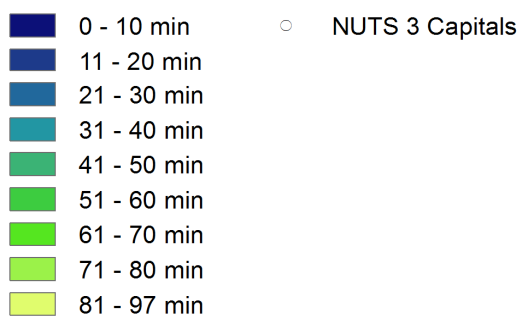 0 - 10 min NUTS 3 Capitals
11 - 20 min
21 - 30 min
31 - 40 min
41 - 50 min
51 - 60 min
61 - 70 min
71 - 80 min
81 - 97 min